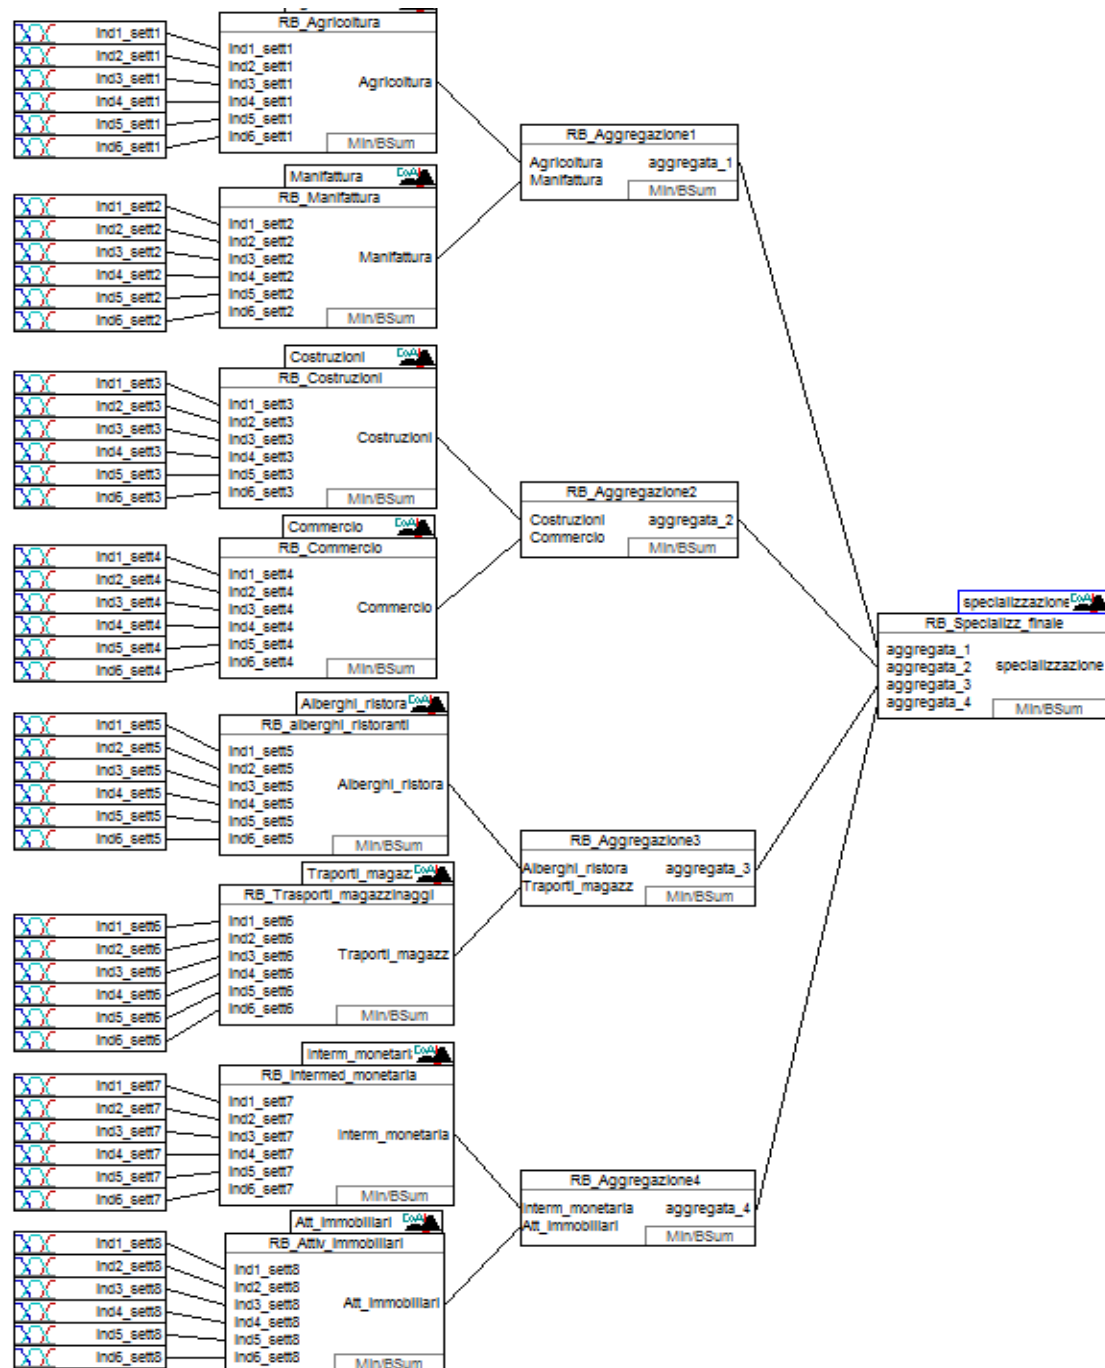 RB_Agricoltura
Ind1_sett1
Ind2_sett1
Ind3_sett1
Ind4_sett1
Ind5_sett1
Ind6_sett1
Ind1_sett1
Ind2_sett1
Ind3_sett1
Ind4_sett1
Ind5_sett1
Ind6_sett1
Agricoltura
Min/BSum
Manifattura
RB_Manifattura
Ind1_sett2
Ind2_sett2
Ind3_sett2
Ind4_sett2
Ind5_sett2
Ind6_sett2
Ind1_sett2
Ind2_sett2
Ind3_sett2
Ind4_sett2
Ind5_sett2
Ind6_sett2
Manifattura
Min/BSum
RB_Aggregazione1
Agricoltura
Manifattura
aggregata_1
Min/BSum
Costruzioni
RB_Costruzioni
Ind1_sett3
Ind2_sett3
Ind3_sett3
Ind4_sett3
Ind5_sett3
Ind6_sett3
Ind1_sett3
Ind2_sett3
Ind3_sett3
Ind4_sett3
Ind5_sett3
Ind6_sett3
Costruzioni
Min/BSum
Commercio
RB_Commercio
Ind1_sett4
Ind2_sett4
Ind3_sett4
Ind4_sett4
Ind5_sett4
Ind6_sett4
Ind1_sett4
Ind2_sett4
Ind3_sett4
Ind4_sett4
Ind5_sett4
Ind6_sett4
Commercio
Min/BSum
RB_Aggregazione2
Costruzioni
Commercio
aggregata_2
Min/BSum
Alberghi_ristora
RB_alberghi_ristoranti
Ind1_sett5
Ind2_sett5
Ind3_sett5
Ind4_sett5
Ind5_sett5
Ind6_sett5
Ind1_sett5
Ind2_sett5
Ind3_sett5
Ind4_sett5
Ind5_sett5
Ind6_sett5
Alberghi_ristora
Min/BSum
Traporti_magaz
RB_Trasporti_magazzinaggi
Ind1_sett6
Ind2_sett6
Ind3_sett6
Ind4_sett6
Ind5_sett6
Ind6_sett6
Ind1_sett6
Ind2_sett6
Ind3_sett6
Ind4_sett6
Ind5_sett6
Ind6_sett6
Traporti_magazz
Min/BSum
RB_Aggregazione3
Alberghi_ristora
Traporti_magazz
aggregata_3
Min/BSum
Interm_monetari
RB_Intermed_monetaria
Ind1_sett7
Ind2_sett7
Ind3_sett7
Ind4_sett7
Ind5_sett7
Ind6_sett7
Ind1_sett7
Ind2_sett7
Ind3_sett7
Ind4_sett7
Ind5_sett7
Ind6_sett7
Interm_monetaria
Min/BSum
Att_Immobiliari
RB_Attiv_Immobiliari
Ind1_sett8
Ind2_sett8
Ind3_sett8
Ind4_sett8
Ind5_sett8
Ind6_sett8
Ind1_sett8
Ind2_sett8
Ind3_sett8
Ind4_sett8
Ind5_sett8
Ind6_sett8
Att_Immobiliari
Min/BSum
RB_Aggregazione4
Interm_monetaria
Att_Immobiliari
aggregata_4
Min/BSum
specializzazione
RB_Specializz_finale
aggregata_1
aggregata_2
aggregata_3
aggregata_4
specializzazione
Min/BSum